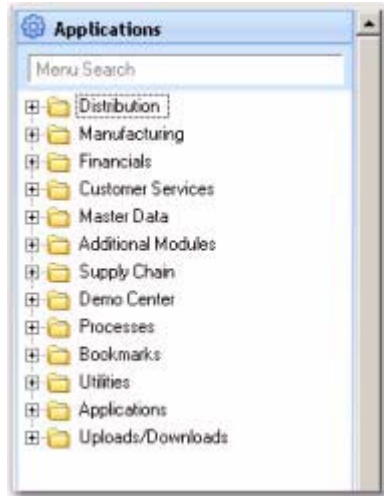 Applications
Menu Search
Distribution
Manufacturing
Financials
Customer Services
Master Data
Additional Modules
Supply Chain
Demo Center
Processes
Bookmarks
Utilities
Applications
Uploads/Downloads